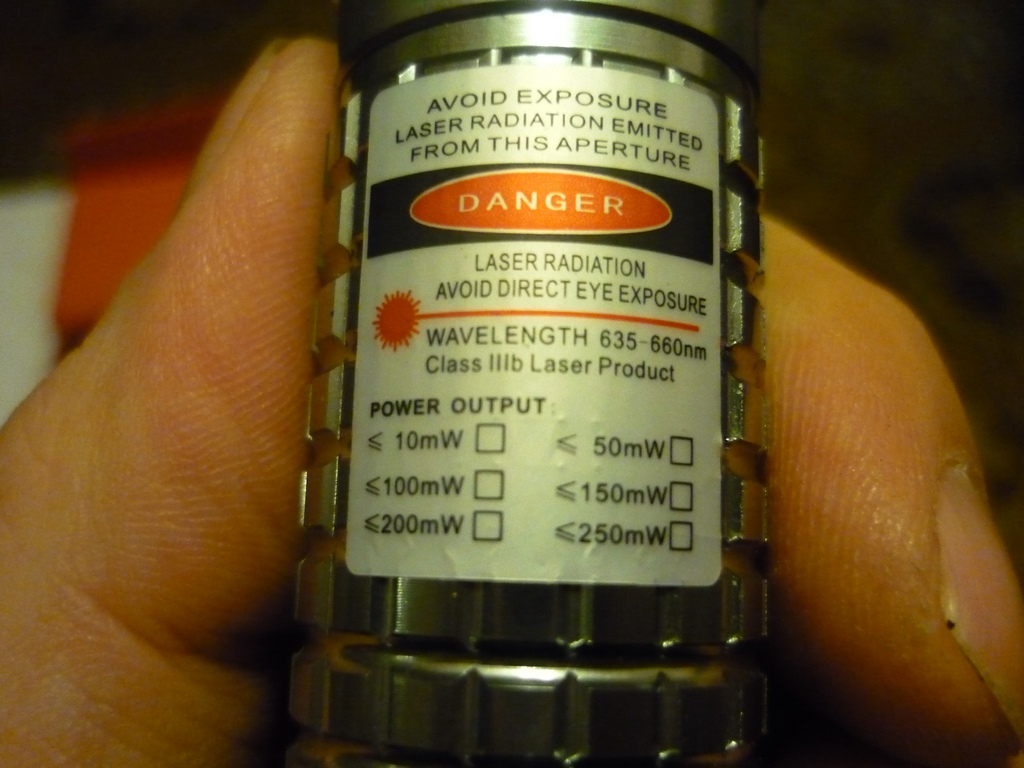 AVOID EXPOSURE
LASER RADIATION EMITTED
FROM THIS APERTURE
DANGER
LASER RADIATION
AVOID DIRECT EYE EXPOSURE
WAVELENGTH 635-660nm
Class IIIb Laser Product
POWER OUTPUT:
≤ 10mW □ ≤ 50mW □
≤100mW □ ≤150mW □
≤200mW □ ≤250mW □